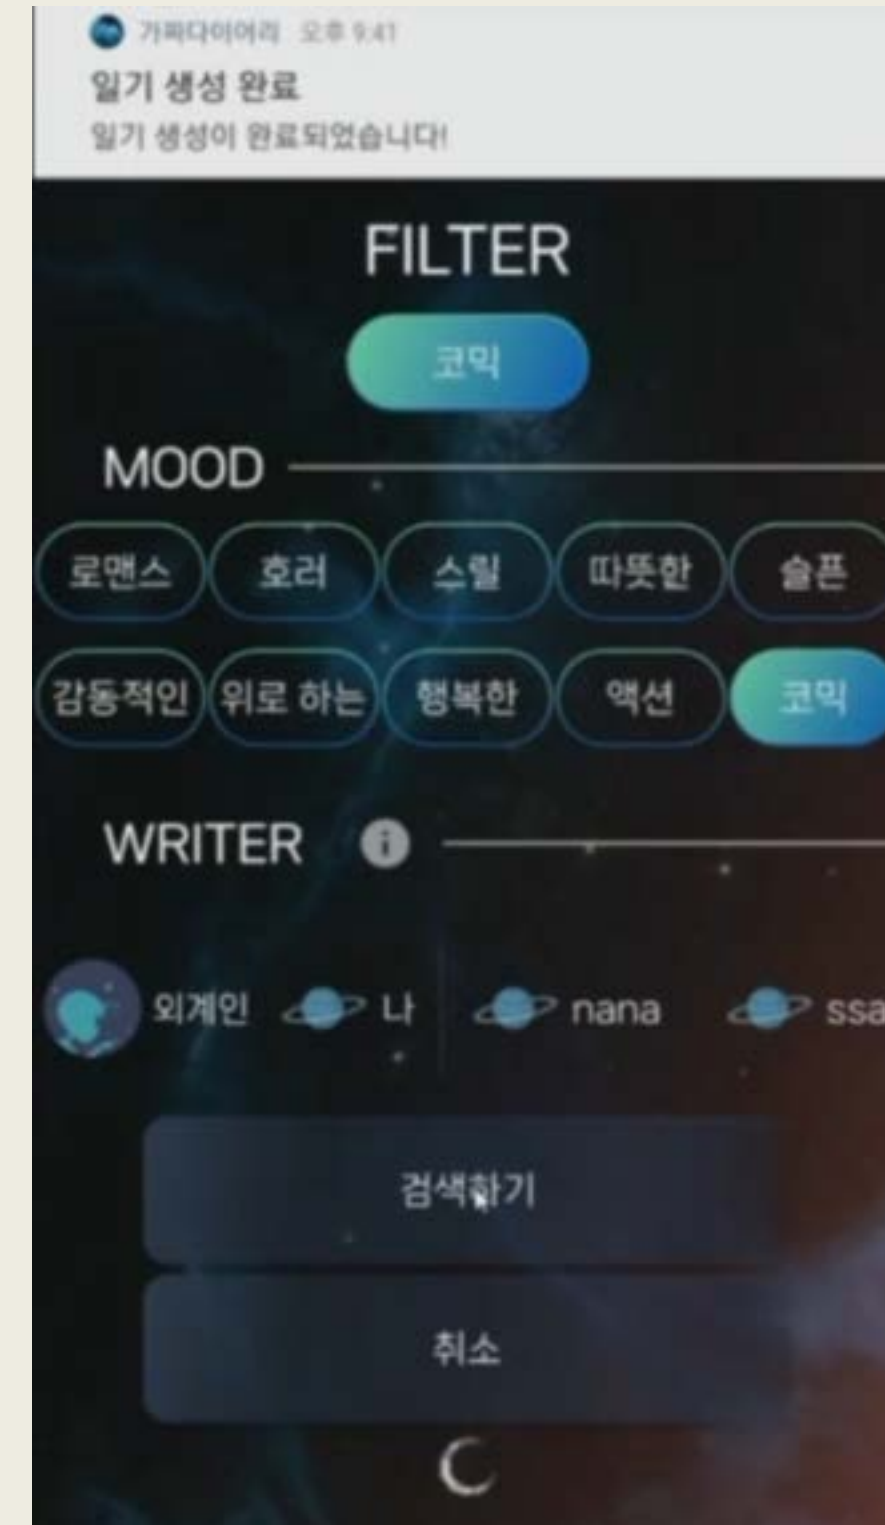 가짜다이어리 오후 9:41
일기 생성 완료
일기 생성이 완료되었습니다!
FILTER
코믹
MOOD
로맨스 호러 스릴 따뜻한 슬픈
감동적인 위로 하는 행복한 액션 코믹
WRITER
외계인 나 nana ssa
검색하기
취소